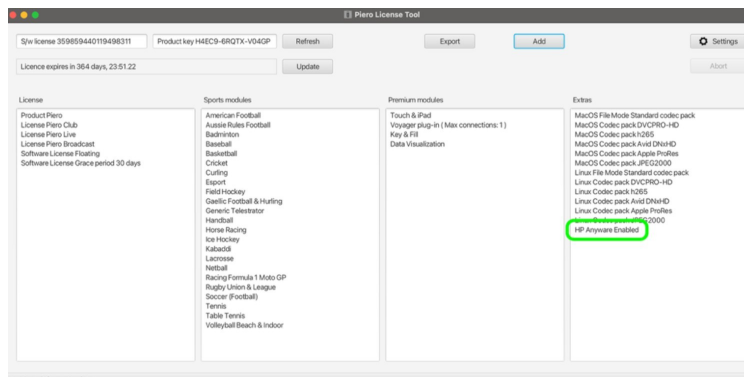 Piero License Tool
S/w license 359859440119498311
Product key H4EC9-6RQTX-V04GP
Refresh
Export
Add
Settings
Licence expires in 364 days, 23:51.22
Update
Abort
License
Product Piero
License Piero Club
License Piero Live
License Piero Broadcast
Software License Floating
Software License Grace period 30 days
Sports modules
American Football
Aussie Rules Football
Badminton
Baseball
Basketball
Cricket
Curling
Esport
Field Hockey
Gaellic Football & Hurling
Generic Telestrator
Handball
Horse Racing
Ice Hockey
Kabaddi
Lacrosse
Netball
Racing Formula 1 Moto GP
Rugby Union & League
Soccer (Football)
Tennis
Table Tennis
Volleyball Beach & Indoor
Premium modules
Touch & iPad
Voyager plug-in ( Max connections: 1 )
Key & Fill
Data Visualization
Extras
MacOS File Mode Standard codec pack
MacOS Codec pack DVCPRO-HD
MacOS Codec pack h265
MacOS Codec pack Avid DNxHD
MacOS Codec pack Apple ProRes
MacOS Codec pack JPEG2000
Linux File Mode Standard codec pack
Linux Codec pack DVCPRO-HD
Linux Codec pack h265
Linux Codec pack Avid DNxHD
Linux Codec pack Apple ProRes
Linux Codec pack JPEG2000
HP Anyware Enabled